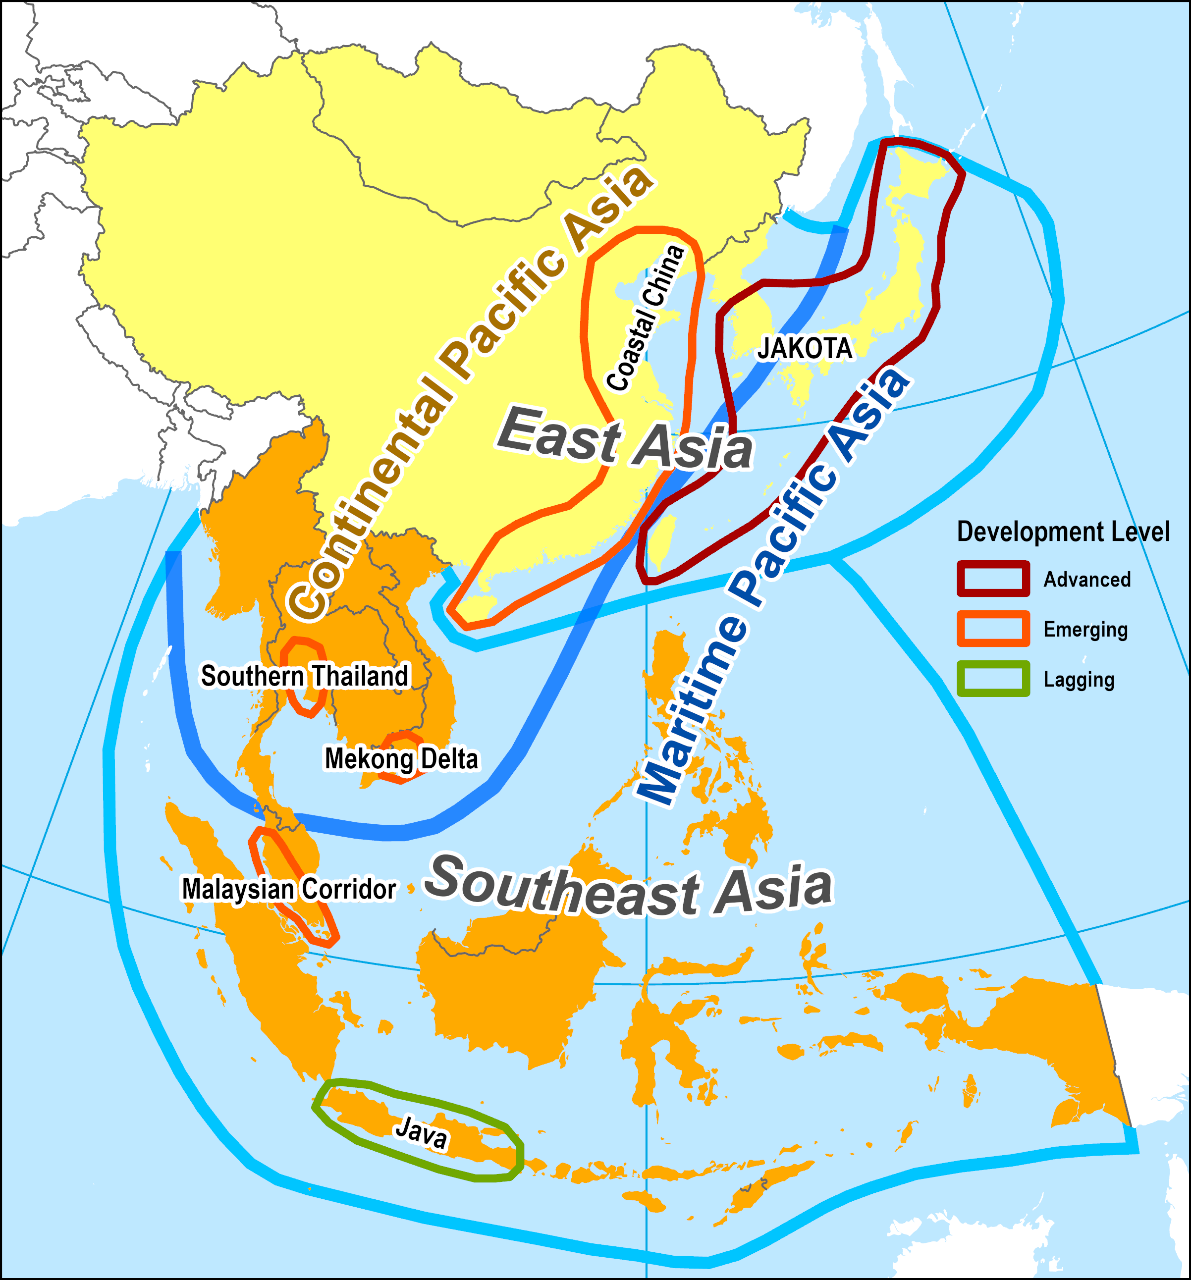 Continental Pacific Asia
Coastal China
JAKOTA
East Asia
Maritime Pacific Asia
Development Level
Advanced
Emerging
Lagging
Southern Thailand
Mekong Delta
Malaysian Corridor
Southeast Asia
Java